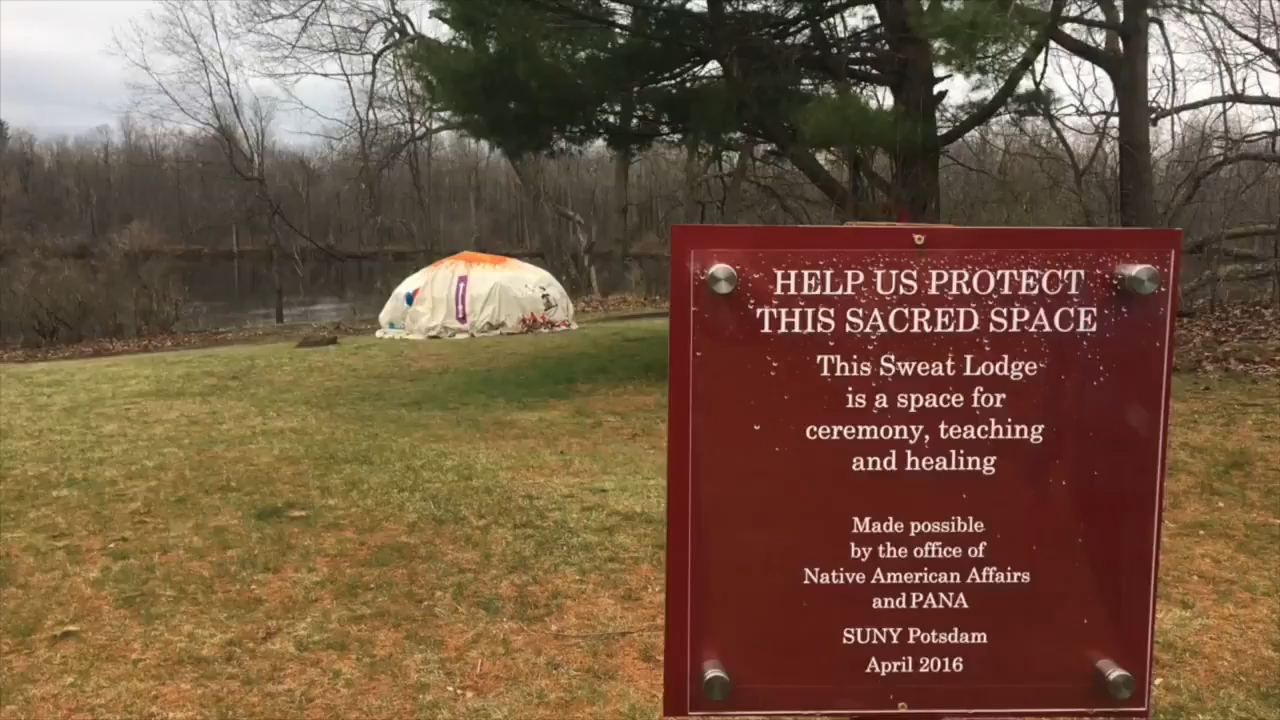 HELP US PROTECT
THIS SACRED SPACE
This Sweat Lodge
is a space for
ceremony, teaching
and healing
Made possible
by the office of
Native American Affairs
and PANA
SUNY Potsdam
April 2016